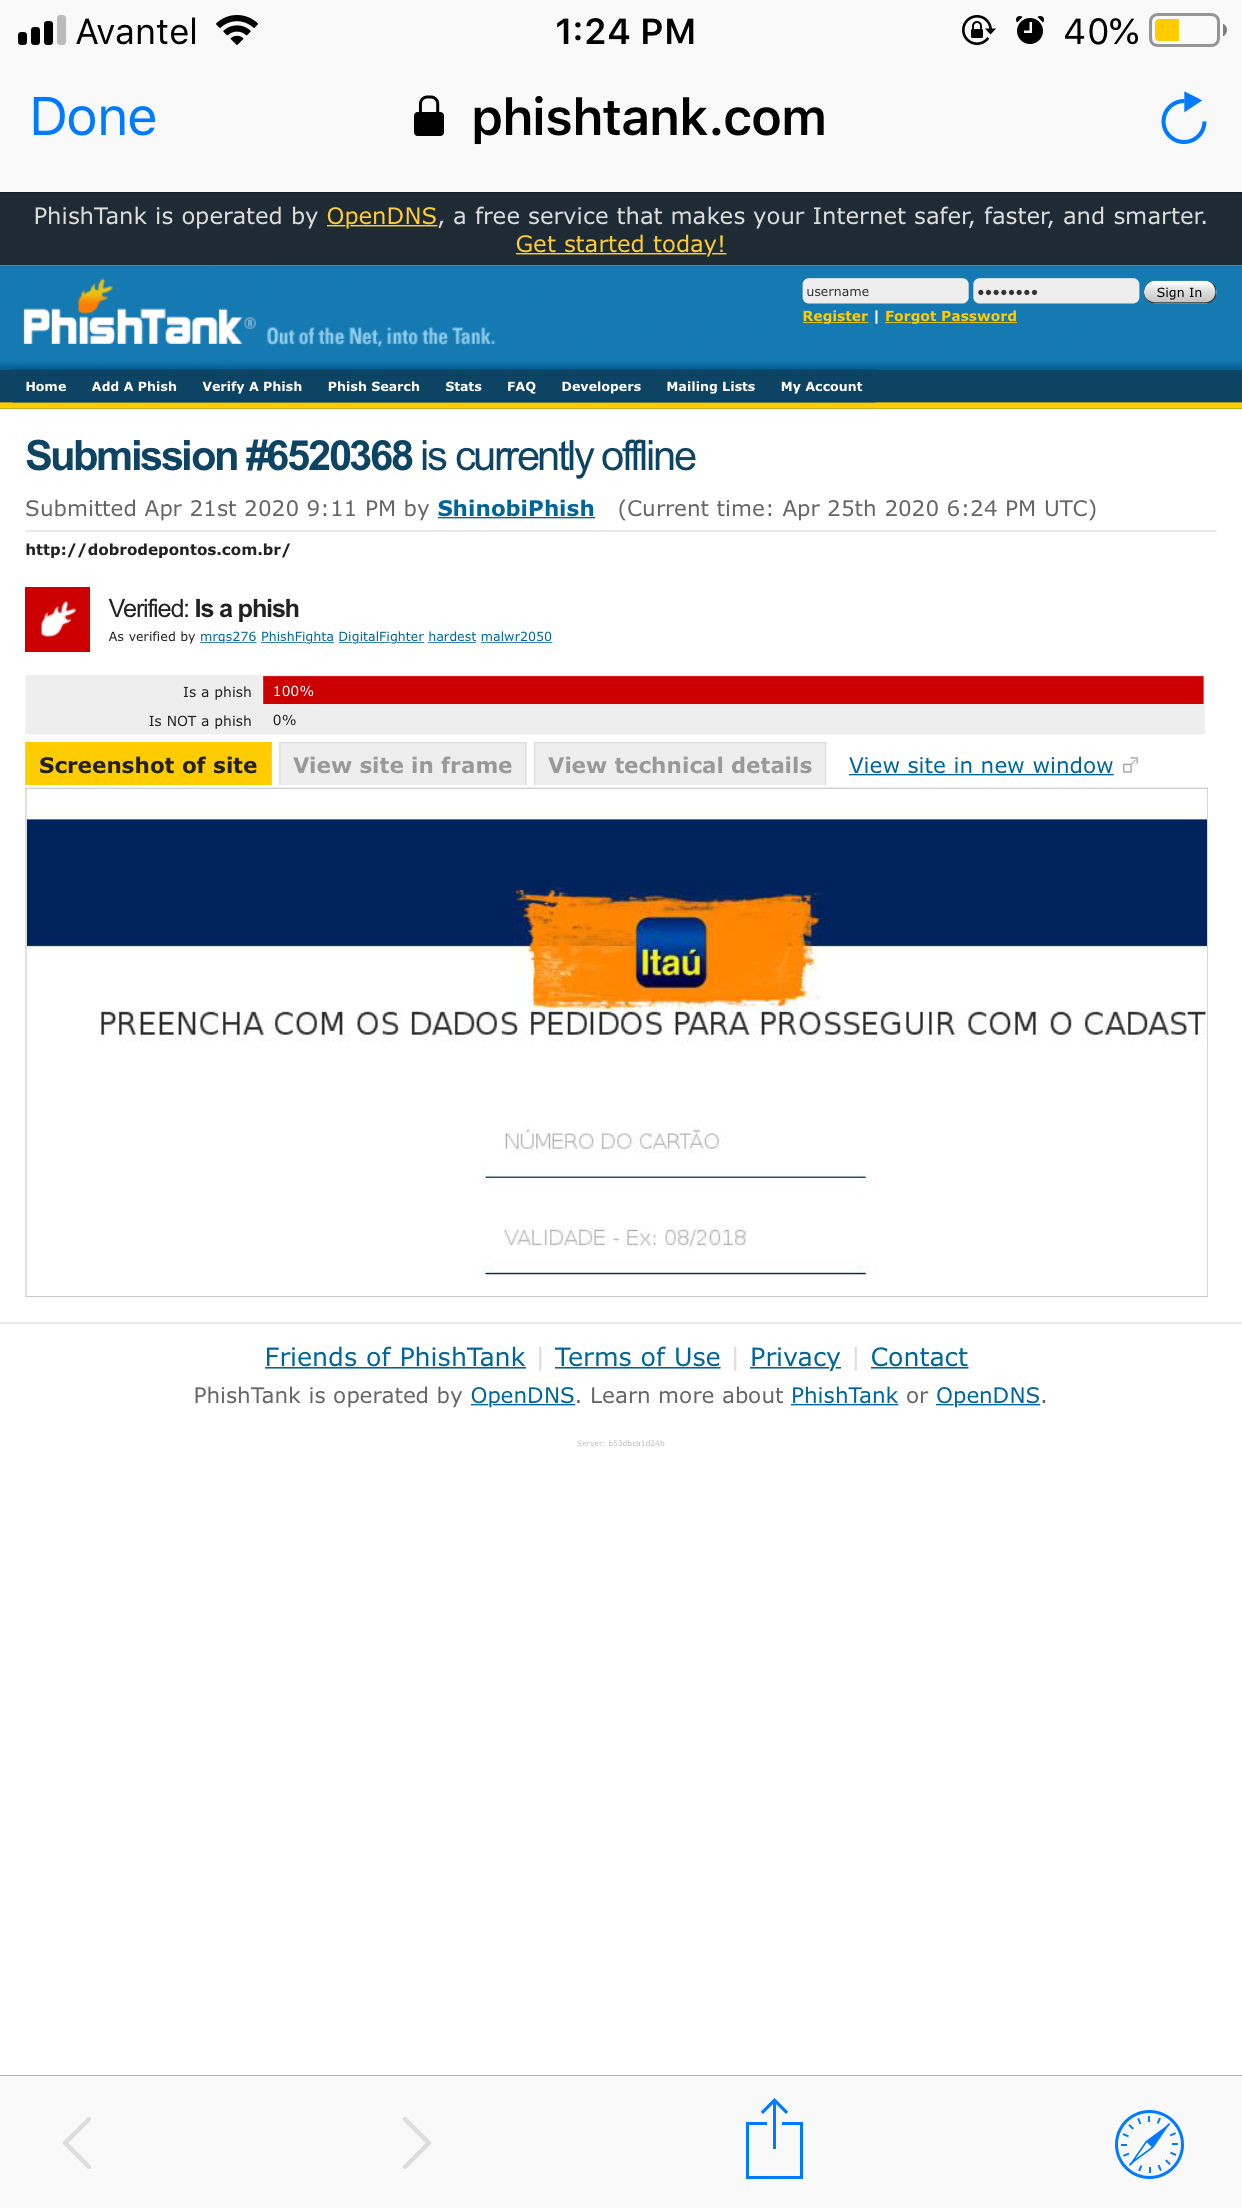 Avantel 1:24 PM 40%
Done phishtank.com
PhishTank is operated by OpenDNS, a free service that makes your Internet safer, faster, and smarter.
Get started today!
PhishTank® Out of the Net, into the Tank.
username •••••••• Sign In
Register | Forgot Password
Home Add A Phish Verify A Phish Phish Search Stats FAQ Developers Mailing Lists My Account
Submission #6520368 is currently offline
Submitted Apr 21st 2020 9:11 PM by ShinobiPhish (Current time: Apr 25th 2020 6:24 PM UTC)
http://dobrodepontos.com.br/
Verified: Is a phish
As verified by mrqs276 PhishFighta DigitalFighter hardest malwr2050
Is a phish 100%
Is NOT a phish 0%
Screenshot of site View site in frame View technical details View site in new window
Itaú
PREENCHA COM OS DADOS PEDIDOS PARA PROSSEGUIR COM O CADAST
NÚMERO DO CARTÃO
VALIDADE - Ex: 08/2018
Friends of PhishTank | Terms of Use | Privacy | Contact
PhishTank is operated by OpenDNS. Learn more about PhishTank or OpenDNS.
Server: b53dbca1d24b